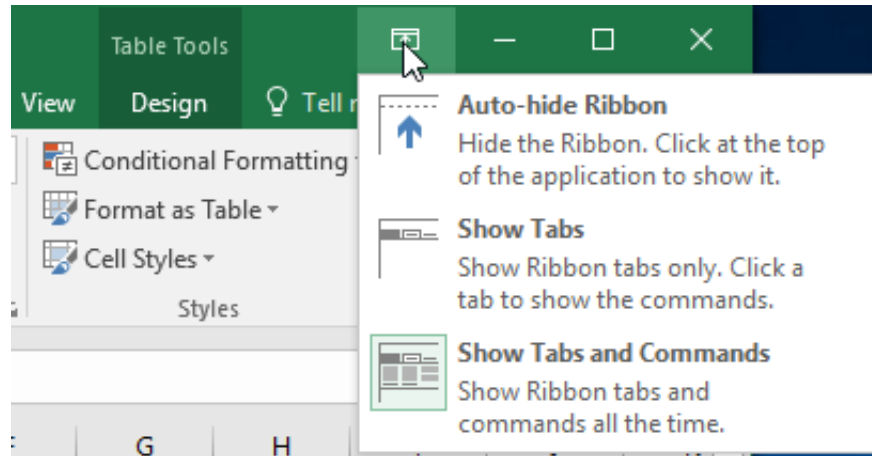 Table Tools
View Design Tell
Auto-hide Ribbon
Hide the Ribbon. Click at the top
of the application to show it.
Show Tabs
Show Ribbon tabs only. Click a
tab to show the commands.
Show Tabs and Commands
Show Ribbon tabs and
commands all the time.
Conditional Formatting
Format as Table
Cell Styles
Styles
G H